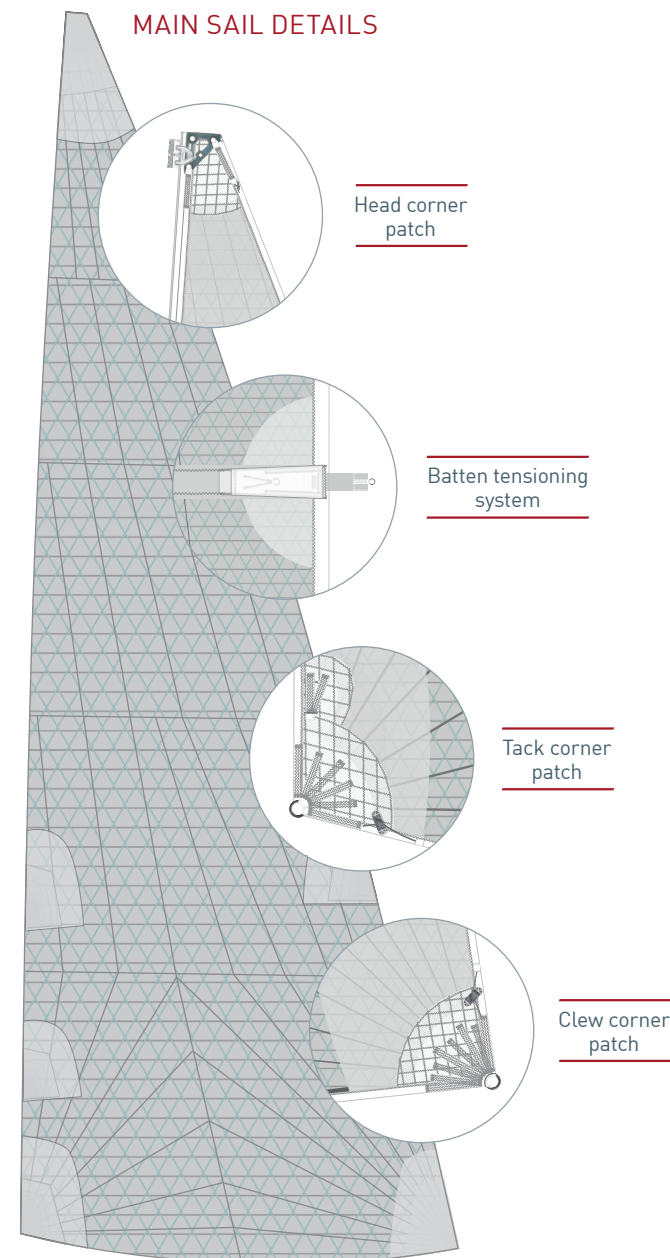 MAIN SAIL DETAILS
Head corner
patch
Batten tensioning
system
Tack corner
patch
Clew corner
patch